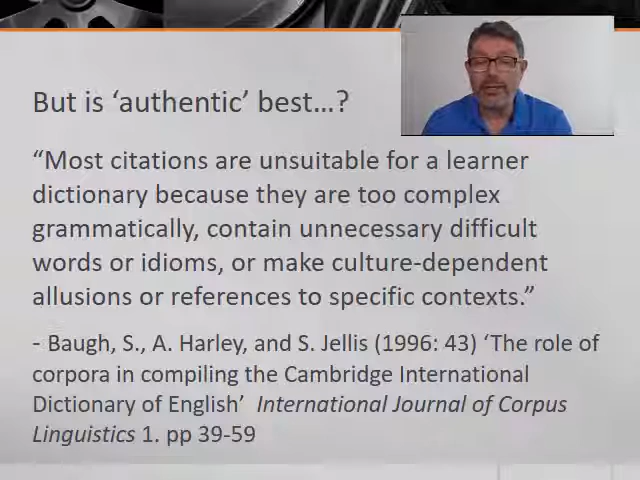 But is ‘authentic’ best…?
“Most citations are unsuitable for a learner
dictionary because they are too complex
grammatically, contain unnecessary difficult
words or idioms, or make culture-dependent
allusions or references to specific contexts.”
- Baugh, S., A. Harley, and S. Jellis (1996: 43) ‘The role of
corpora in compiling the Cambridge International
Dictionary of English’ International Journal of Corpus
Linguistics 1. pp 39-59